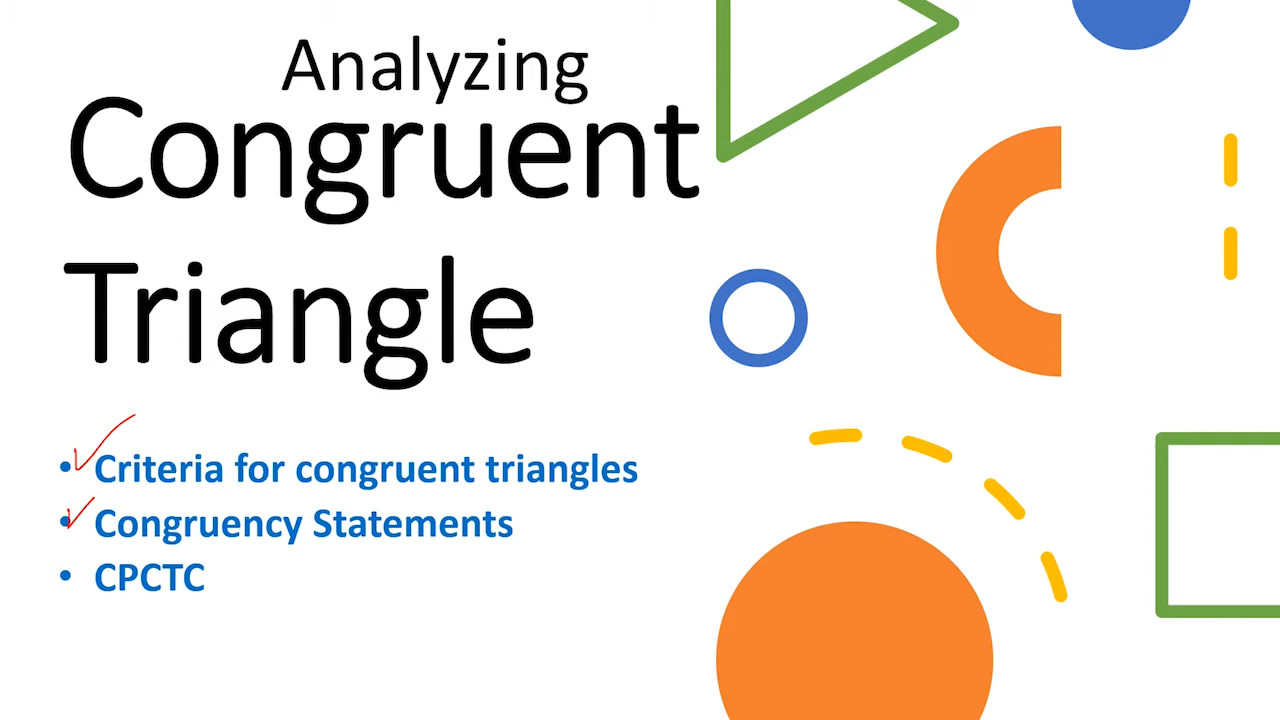 Analyzing
Congruent
Triangle
• Criteria for congruent triangles
• Congruency Statements
• CPCTC